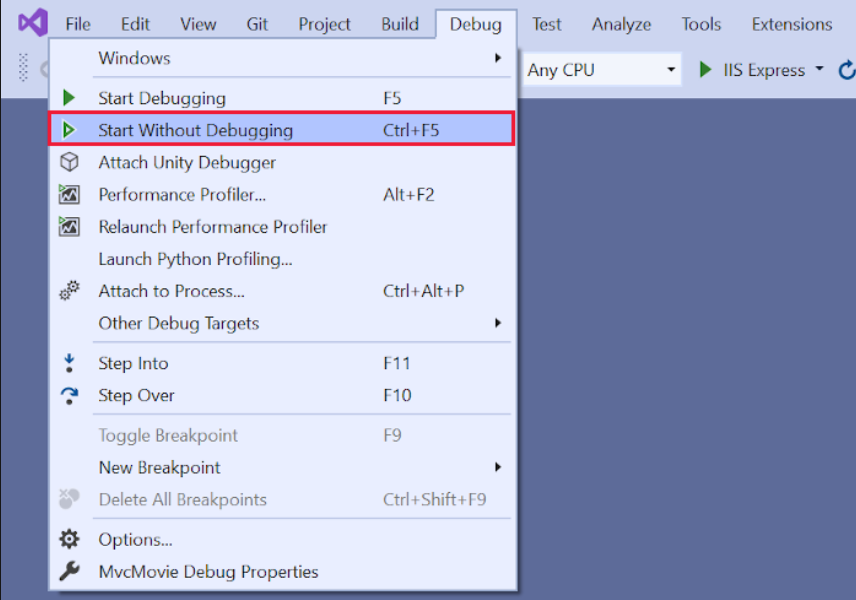 File Edit View Git Project Build Debug Test Analyze Tools Extensions
Any CPU IIS Express
Windows
Start Debugging F5
Start Without Debugging Ctrl+F5
Attach Unity Debugger
Performance Profiler... Alt+F2
Relaunch Performance Profiler
Launch Python Profiling...
Attach to Process... Ctrl+Alt+P
Other Debug Targets
Step Into F11
Step Over F10
Toggle Breakpoint F9
New Breakpoint
Delete All Breakpoints Ctrl+Shift+F9
Options...
MvcMovie Debug Properties